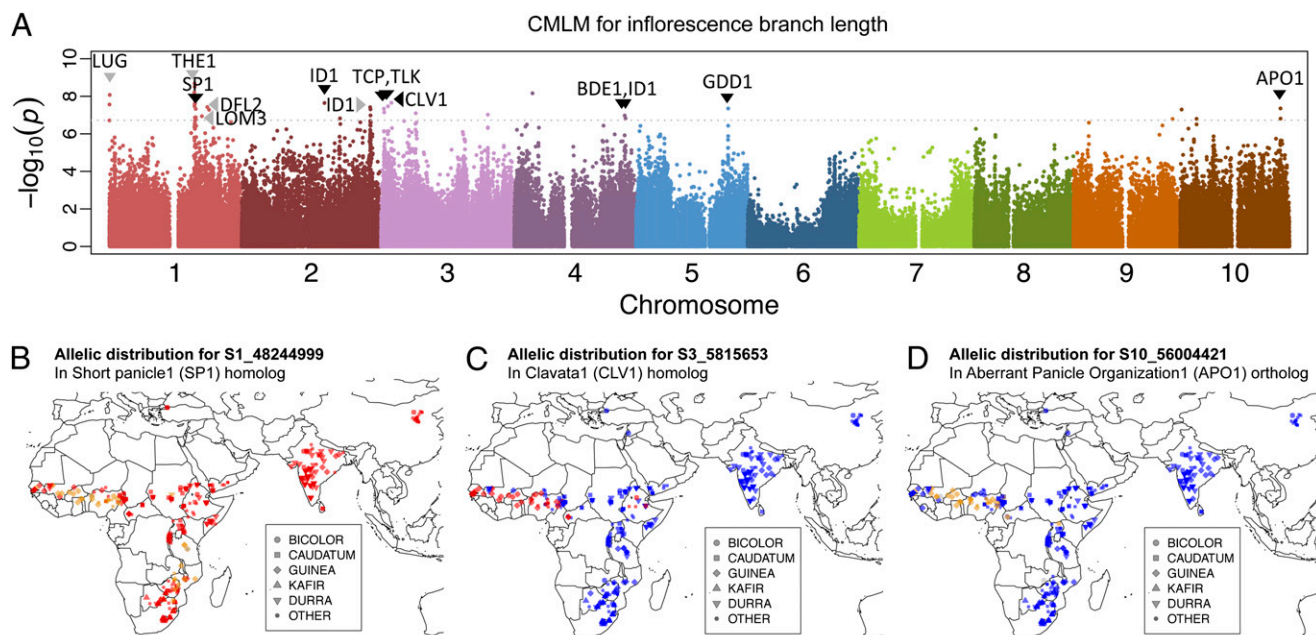 A
CMLM for inflorescence branch length
−log10(p)
10
8
6
4
2
0
LUG
THE1
SP1
DFL2
LOM3
ID1
ID1
TCP,TLK
CLV1
BDE1,ID1
GDD1
APO1
1 2 3 4 5 6 7 8 9 10
Chromosome
B
Allelic distribution for S1_48244999
In Short panicle1 (SP1) homolog
BICOLOR
CAUDATUM
GUINEA
KAFIR
DURRA
OTHER
C
Allelic distribution for S3_5815653
In Clavata1 (CLV1) homolog
BICOLOR
CAUDATUM
GUINEA
KAFIR
DURRA
OTHER
D
Allelic distribution for S10_56004421
In Aberrant Panicle Organization1 (APO1) ortholog
BICOLOR
CAUDATUM
GUINEA
KAFIR
DURRA
OTHER